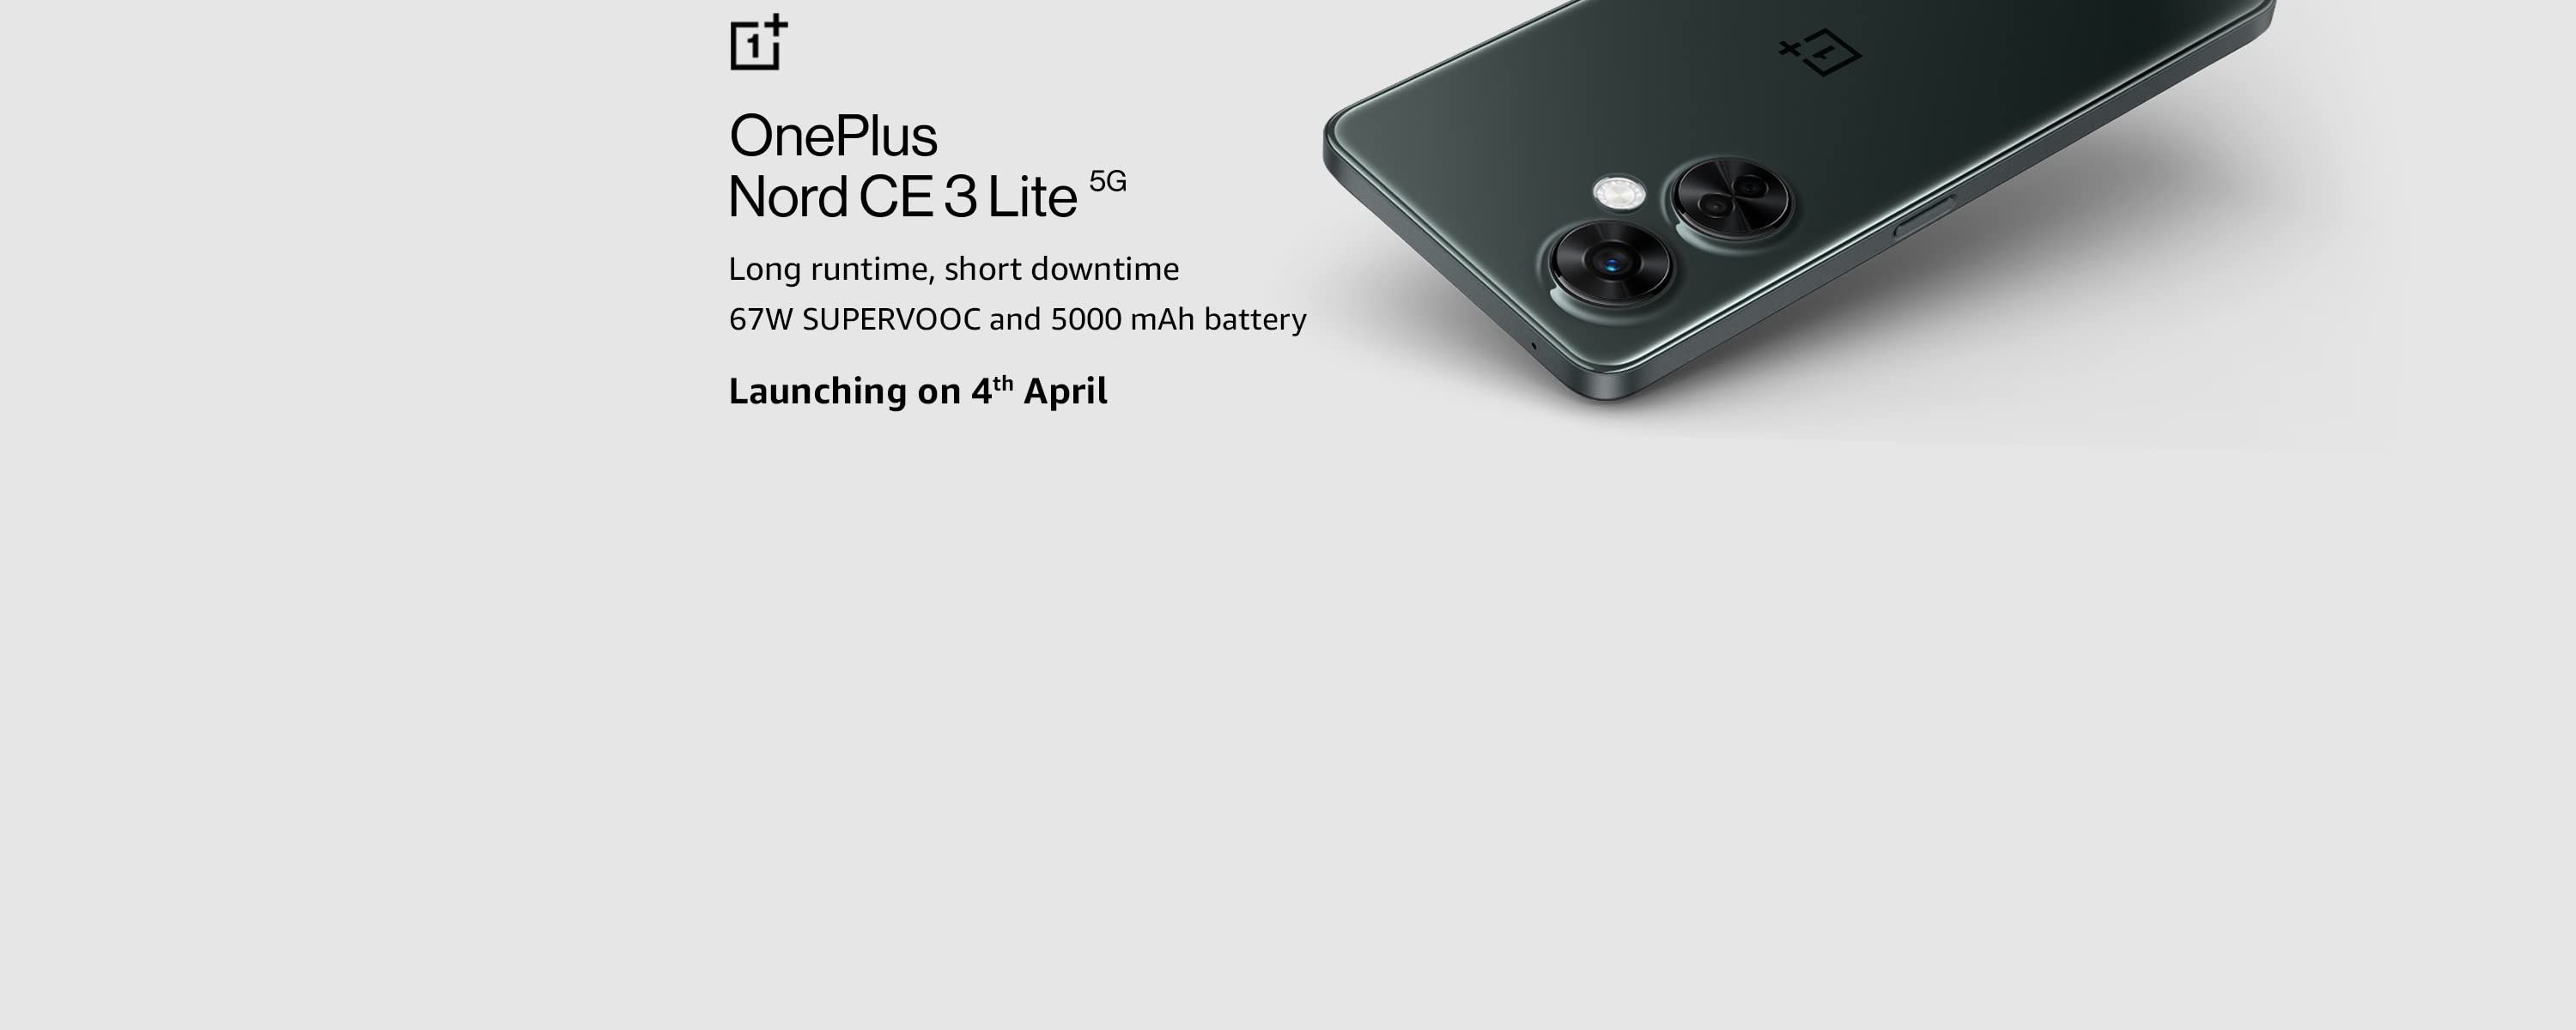 1+
OnePlus
Nord CE 3 Lite 5G
Long runtime, short downtime
67W SUPERVOOC and 5000 mAh battery
Launching on 4th April